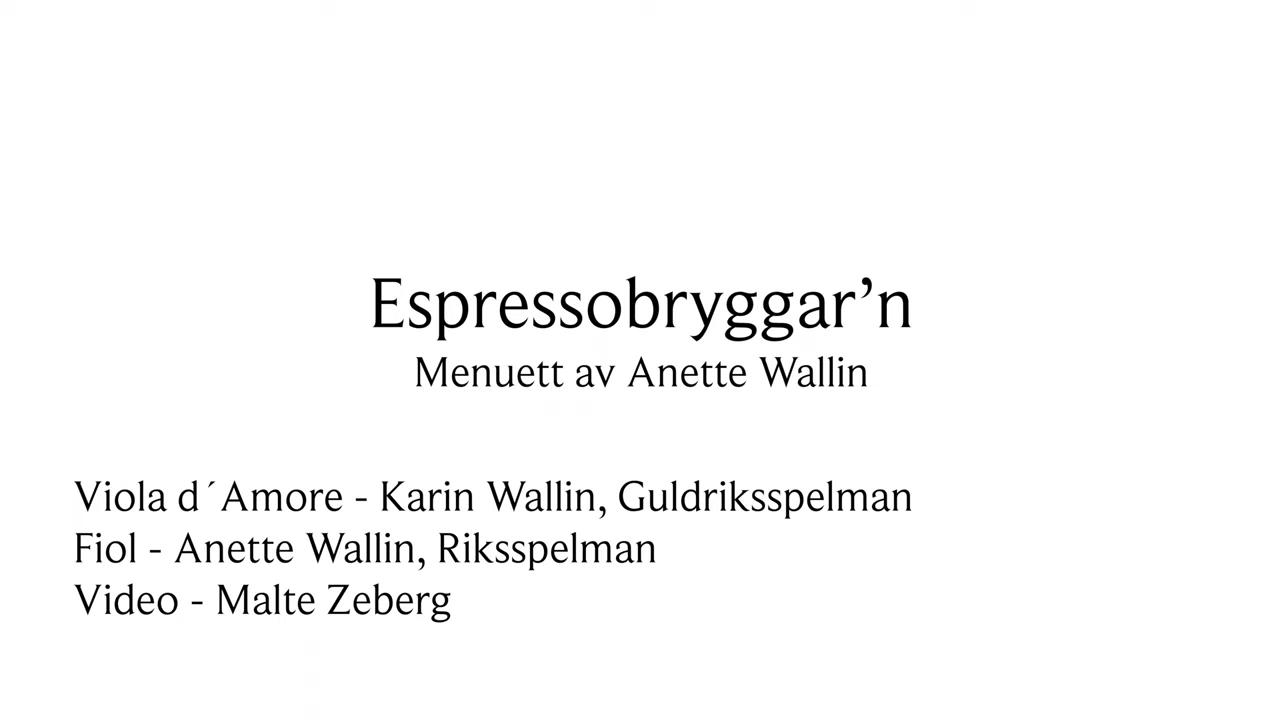 Espressobryggar’n
Menuett av Anette Wallin
Viola d´Amore - Karin Wallin, Guldriksspelman
Fiol - Anette Wallin, Riksspelman
Video - Malte Zeberg